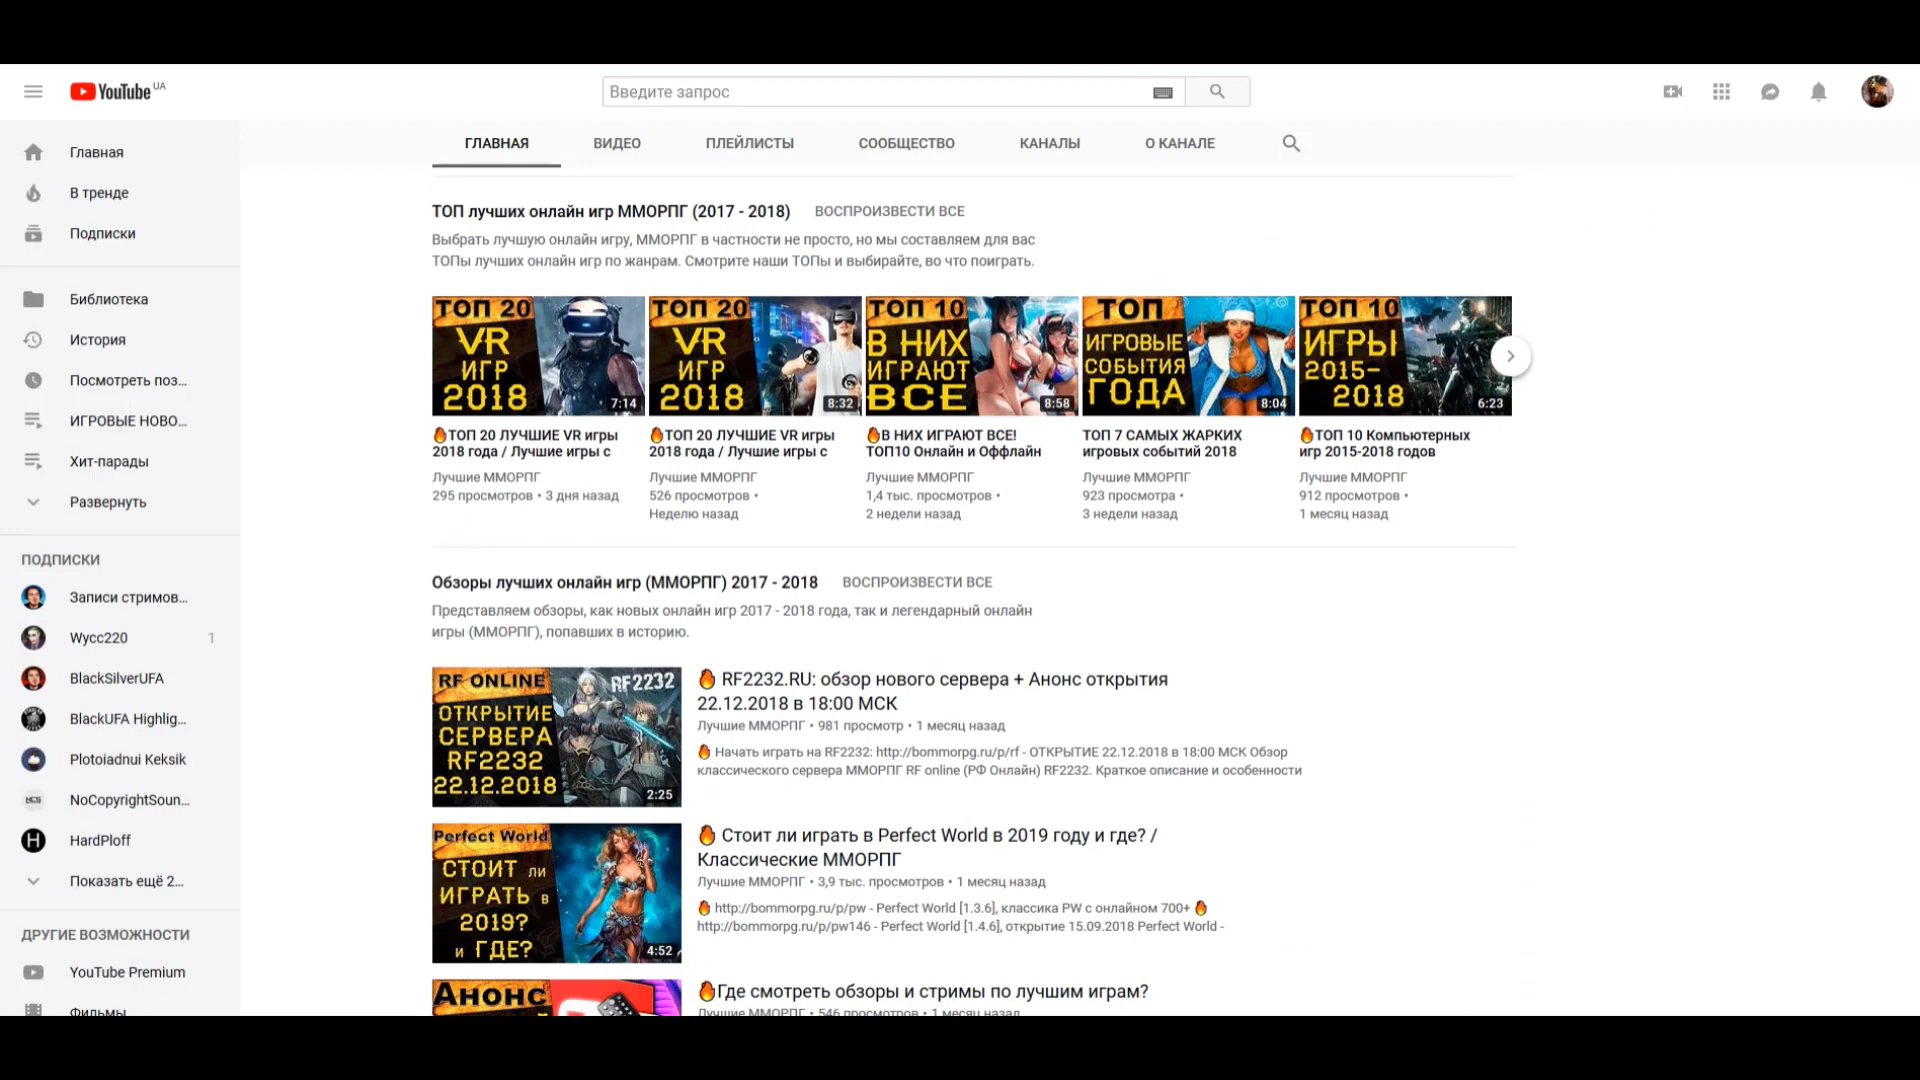 YouTube UA
Введите запрос
Главная
В тренде
Подписки
Библиотека
История
Посмотреть поз...
ИГРОВЫЕ НОВО...
Хит-парады
Развернуть
ПОДПИСКИ
Записи стримов...
Wycc220 1
BlackSilverUFA
BlackUFA Highlig...
Plotoiadnui Keksik
NoCopyrightSoun...
HardPloff
Показать ещё 2...
ДРУГИЕ ВОЗМОЖНОСТИ
YouTube Premium
Фильмы
ГЛАВНАЯ ВИДЕО ПЛЕЙЛИСТЫ СООБЩЕСТВО КАНАЛЫ О КАНАЛЕ
ТОП лучших онлайн игр ММОРПГ (2017 - 2018) ВОСПРОИЗВЕСТИ ВСЕ
Выбрать лучшую онлайн игру, ММОРПГ в частности не просто, но мы составляем для вас
ТОПы лучших онлайн игр по жанрам. Смотрите наши ТОПы и выбирайте, во что поиграть.
ТОП 20
VR
ИГР
2018
7:14
🔥ТОП 20 ЛУЧШИЕ VR игры
2018 года / Лучшие игры с
Лучшие ММОРПГ
295 просмотров • 3 дня назад
ТОП 20
VR
ИГР
2018
8:32
🔥ТОП 20 ЛУЧШИЕ VR игры
2018 года / Лучшие игры с
Лучшие ММОРПГ
526 просмотров •
Неделю назад
ТОП 10
В НИХ
ИГРАЮТ
ВСЕ
8:58
🔥В НИХ ИГРАЮТ ВСЕ!
ТОП10 Онлайн и Оффлайн
Лучшие ММОРПГ
1,4 тыс. просмотров •
2 недели назад
ТОП
ИГРОВЫЕ
СОБЫТИЯ
ГОДА
8:04
ТОП 7 САМЫХ ЖАРКИХ
игровых событий 2018
Лучшие ММОРПГ
923 просмотра •
3 недели назад
ТОП 10
ИГРЫ
2015-
2018
6:23
🔥ТОП 10 Компьютерных
игр 2015-2018 годов
Лучшие ММОРПГ
912 просмотров •
1 месяц назад
Обзоры лучших онлайн игр (ММОРПГ) 2017 - 2018 ВОСПРОИЗВЕСТИ ВСЕ
Представляем обзоры, как новых онлайн игр 2017 - 2018 года, так и легендарный онлайн
игры (ММОРПГ), попавших в историю.
RF ONLINE
RF2232
ОТКРЫТИЕ
СЕРВЕРА
RF2232
22.12.2018
2:25
🔥 RF2232.RU: обзор нового сервера + Анонс открытия
22.12.2018 в 18:00 МСК
Лучшие ММОРПГ • 981 просмотр • 1 месяц назад
🔥 Начать играть на RF2232: http://bommorpg.ru/p/rf - ОТКРЫТИЕ 22.12.2018 в 18:00 МСК Обзор
классического сервера ММОРПГ RF online (РФ Онлайн) RF2232. Краткое описание и особенности
Perfect World
СТОИТ ЛИ
ИГРАТЬ В
2019?
И ГДЕ?
4:52
🔥 Стоит ли играть в Perfect World в 2019 году и где? /
Классические ММОРПГ
Лучшие ММОРПГ • 3,9 тыс. просмотров • 1 месяц назад
🔥 http://bommorpg.ru/p/pw - Perfect World [1.3.6], классика PW с онлайном 700+ 🔥
http://bommorpg.ru/p/pw146 - Perfect World [1.4.6], открытие 15.09.2018 Perfect World -
Анонс
🔥Где смотреть обзоры и стримы по лучшим играм?
Лучшие ММОРПГ • 546 просмотров • 1 месяц назад